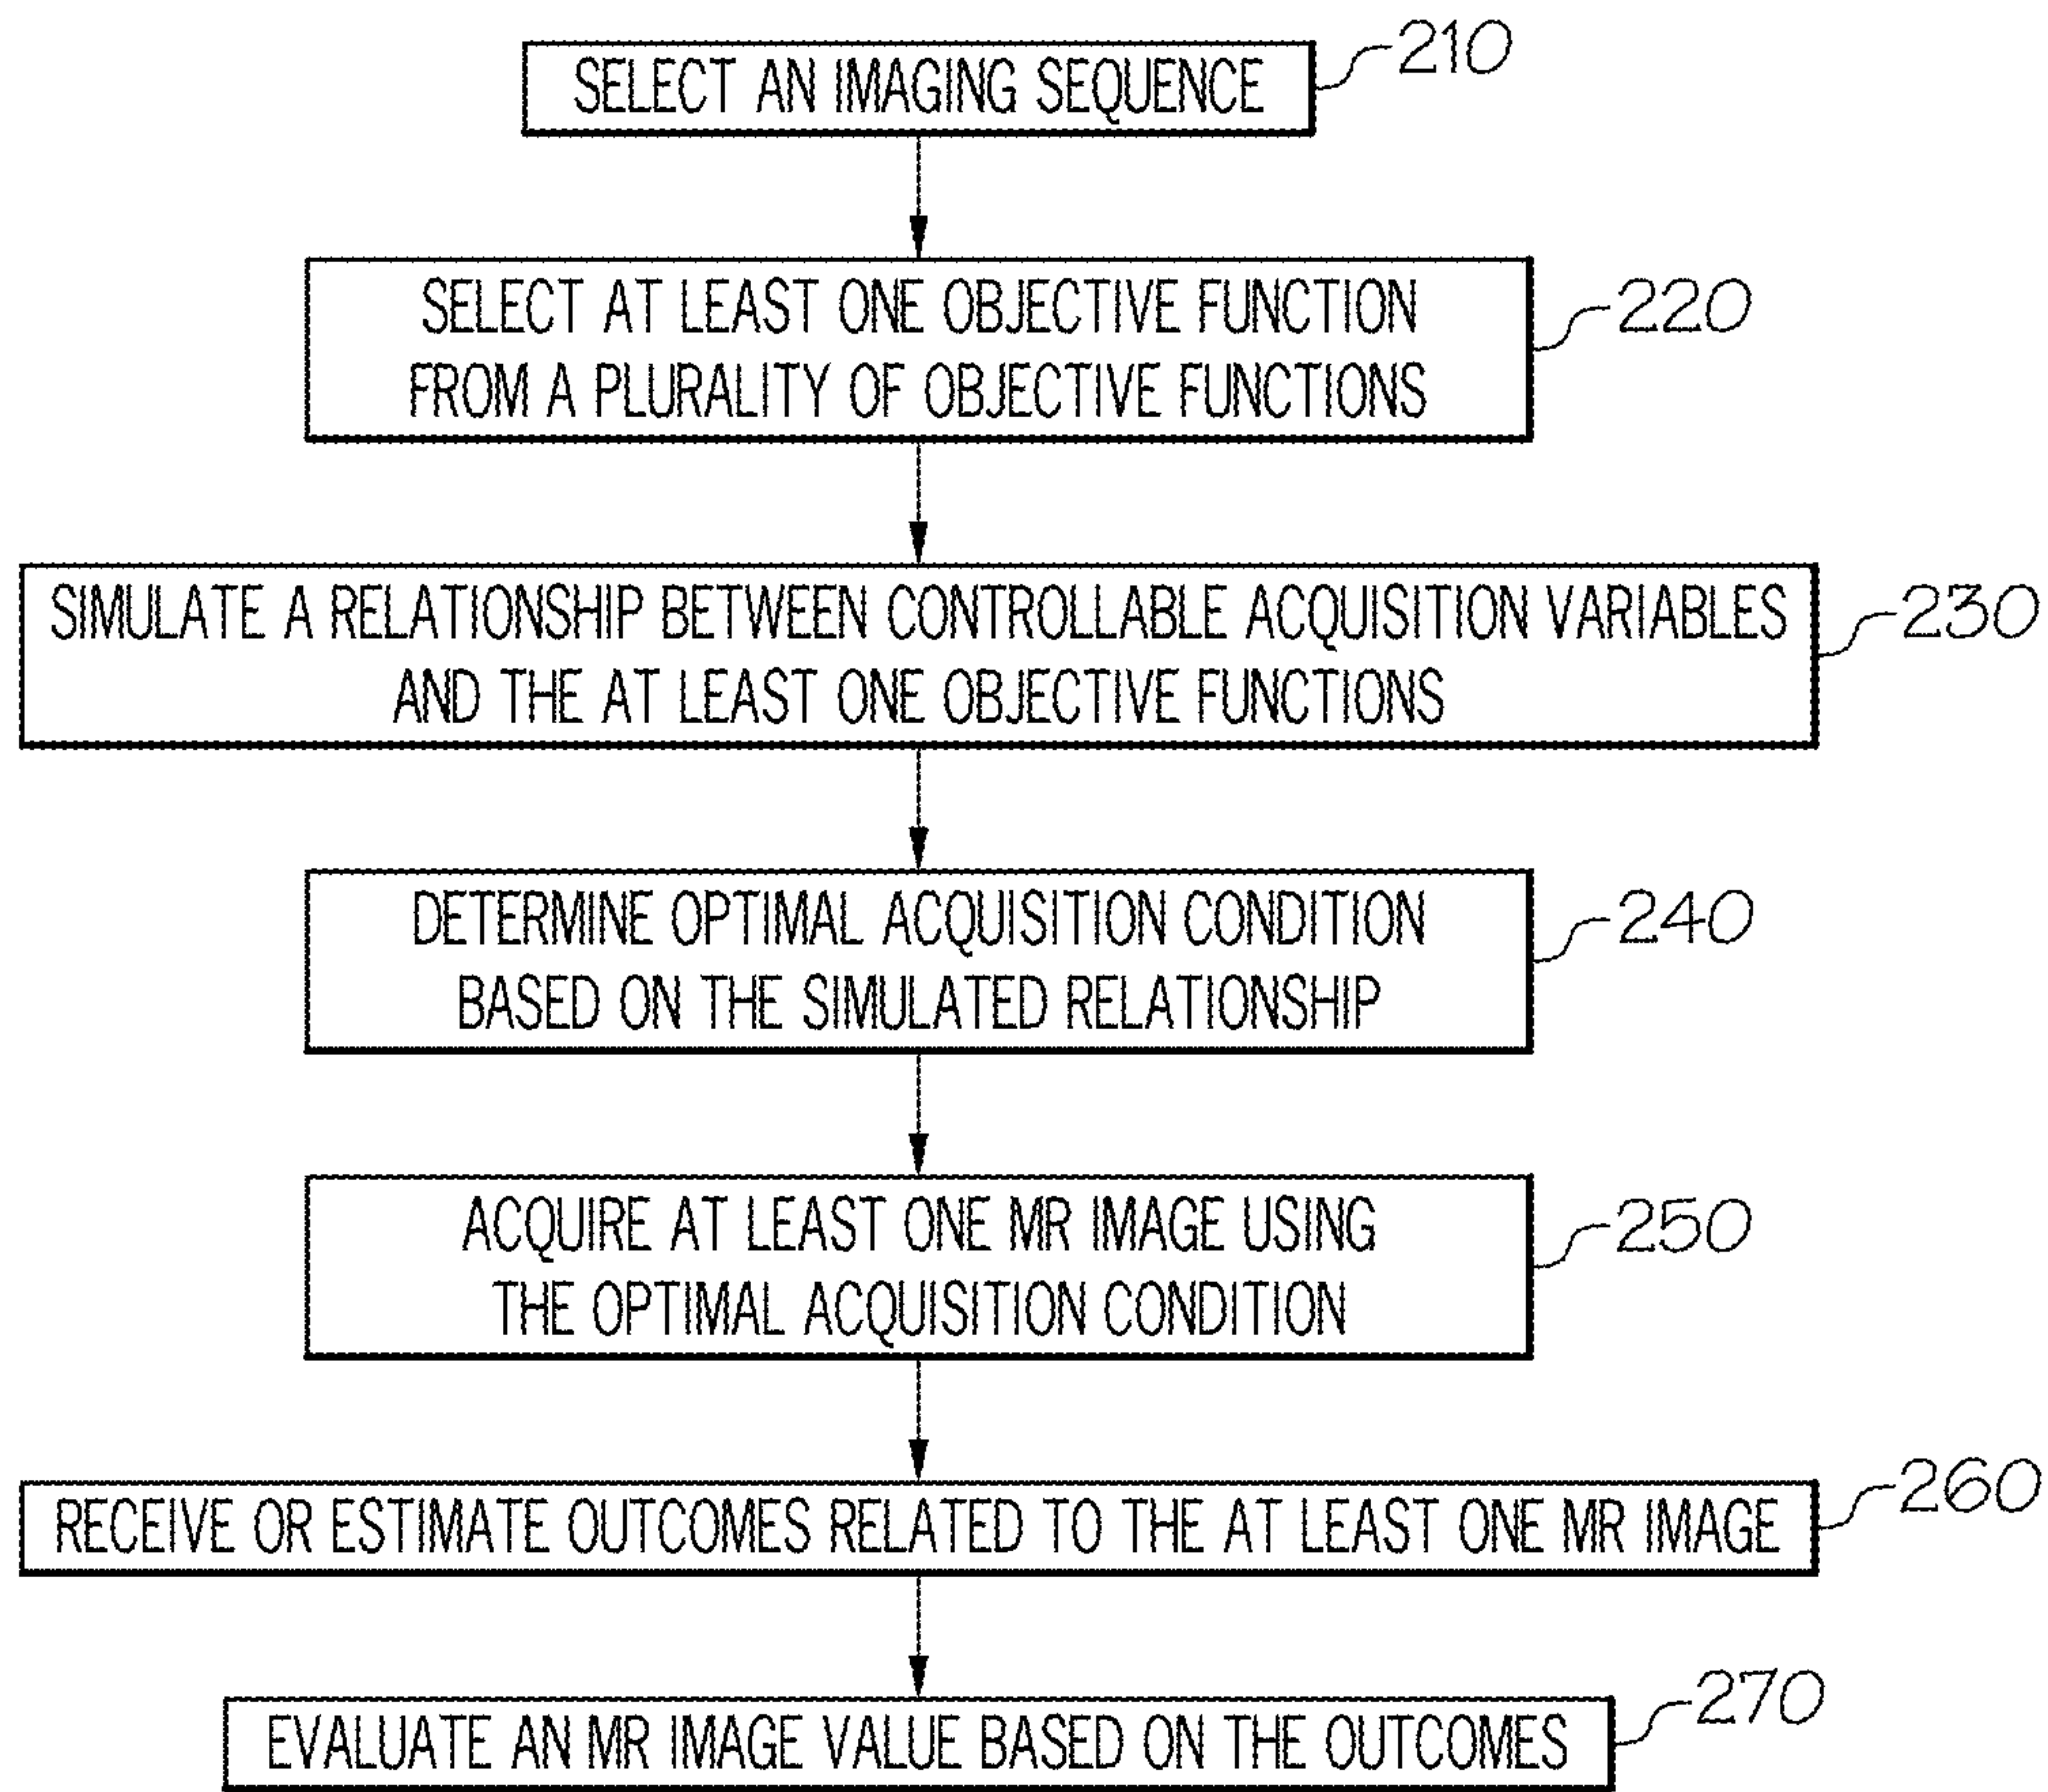 SELECT AN IMAGING SEQUENCE
210
SELECT AT LEAST ONE OBJECTIVE FUNCTION
FROM A PLURALITY OF OBJECTIVE FUNCTIONS
220
SIMULATE A RELATIONSHIP BETWEEN CONTROLLABLE ACQUISITION VARIABLES
AND THE AT LEAST ONE OBJECTIVE FUNCTIONS
230
DETERMINE OPTIMAL ACQUISITION CONDITION
BASED ON THE SIMULATED RELATIONSHIP
240
ACQUIRE AT LEAST ONE MR IMAGE USING
THE OPTIMAL ACQUISITION CONDITION
250
RECEIVE OR ESTIMATE OUTCOMES RELATED TO THE AT LEAST ONE MR IMAGE
260
EVALUATE AN MR IMAGE VALUE BASED ON THE OUTCOMES
270